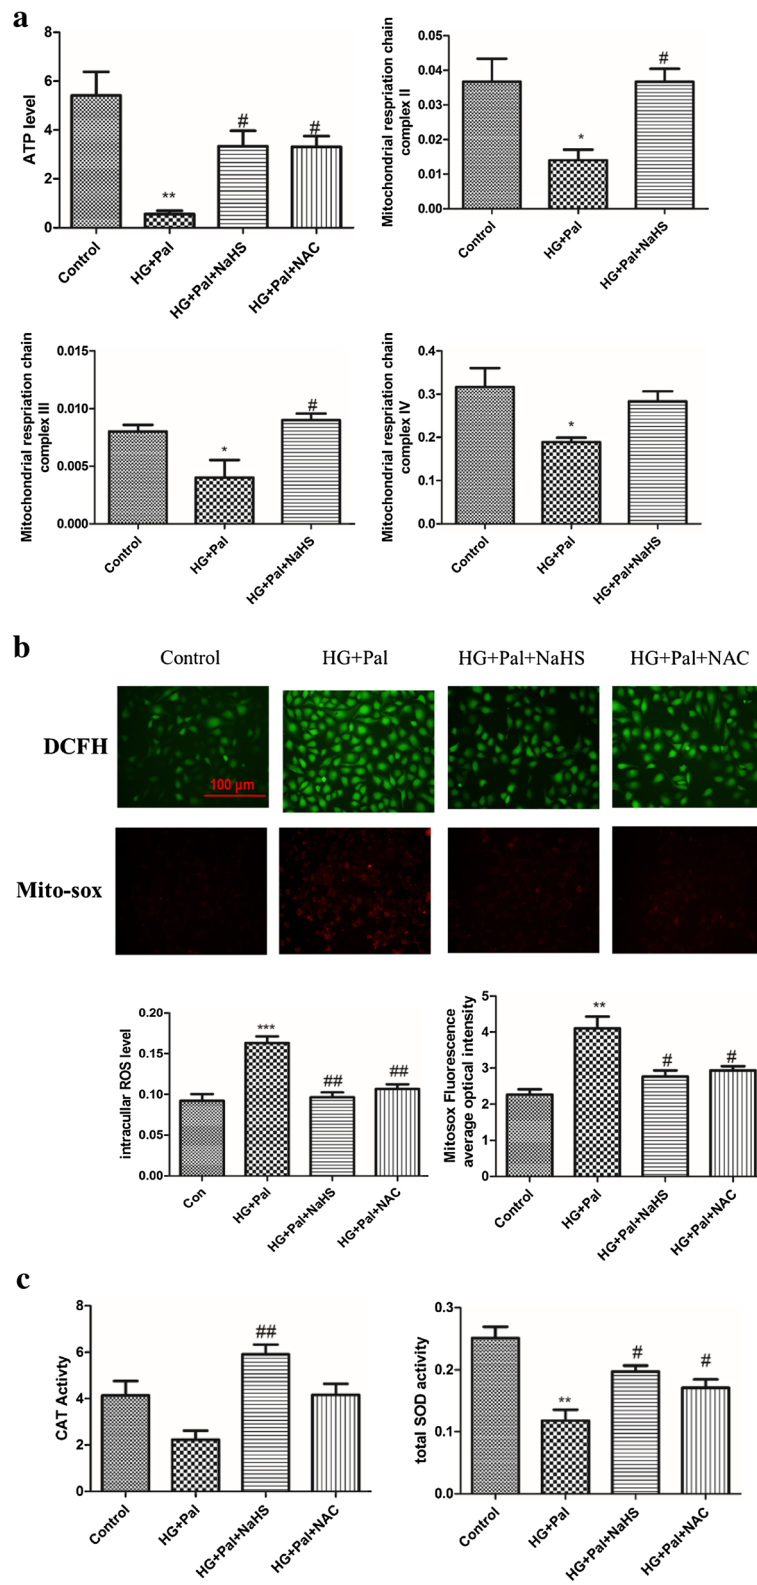 a
ATP level
8
6
4
2
0
**
#
#
Control
HG+Pal
HG+Pal+NaHS
HG+Pal+NAC
Mitochondrial respriation chain
complex II
0.05
0.04
0.03
0.02
0.01
0.00
*
#
Control
HG+Pal
HG+Pal+NaHS
Mitochondrial respriation chain
complex III
0.015
0.010
0.005
0.000
*
#
Control
HG+Pal
HG+Pal+NaHS
Mitochondrial respriation chain
complex IV
0.4
0.3
0.2
0.1
0.0
*
Control
HG+Pal
HG+Pal+NaHS
b
Control
HG+Pal
HG+Pal+NaHS
HG+Pal+NAC
DCFH
100 μm
Mito-sox
intracullar ROS level
0.20
0.15
0.10
0.05
0.00
***
##
##
Con
HG+Pal
HG+Pal+NaHS
HG+Pal+NAC
Mitosox Fluorescence
average optical intensity
5
4
3
2
1
0
**
#
#
Control
HG+Pal
HG+Pal+NaHS
HG+Pal+NAC
c
CAT Activty
8
6
4
2
0
##
Control
HG+Pal
HG+Pal+NaHS
HG+Pal+NAC
total SOD activity
0.3
0.2
0.1
0.0
**
#
#
Control
HG+Pal
HG+Pal+NaHS
HG+Pal+NAC